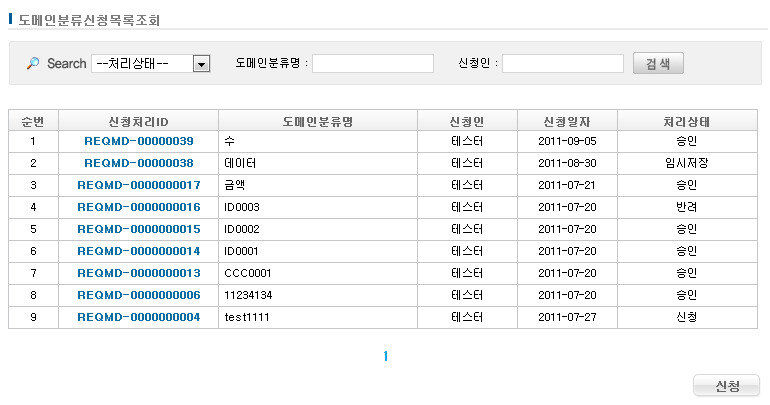 도메인분류신청목록조회
Search --처리상태-- 도메인분류명 : 신청인 : 검색
순번 신청처리ID 도메인분류명 신청인 신청일자 처리상태
1 REQMD-00000039 수 테스터 2011-09-05 승인
2 REQMD-00000038 데이터 테스터 2011-08-30 임시저장
3 REQMD-0000000017 금액 테스터 2011-07-21 승인
4 REQMD-0000000016 ID0003 테스터 2011-07-20 반려
5 REQMD-0000000015 ID0002 테스터 2011-07-20 승인
6 REQMD-0000000014 ID0001 테스터 2011-07-20 승인
7 REQMD-0000000013 CCC0001 테스터 2011-07-20 승인
8 REQMD-0000000006 11234134 테스터 2011-07-20 승인
9 REQMD-0000000004 test1111 테스터 2011-07-27 신청
1
신청